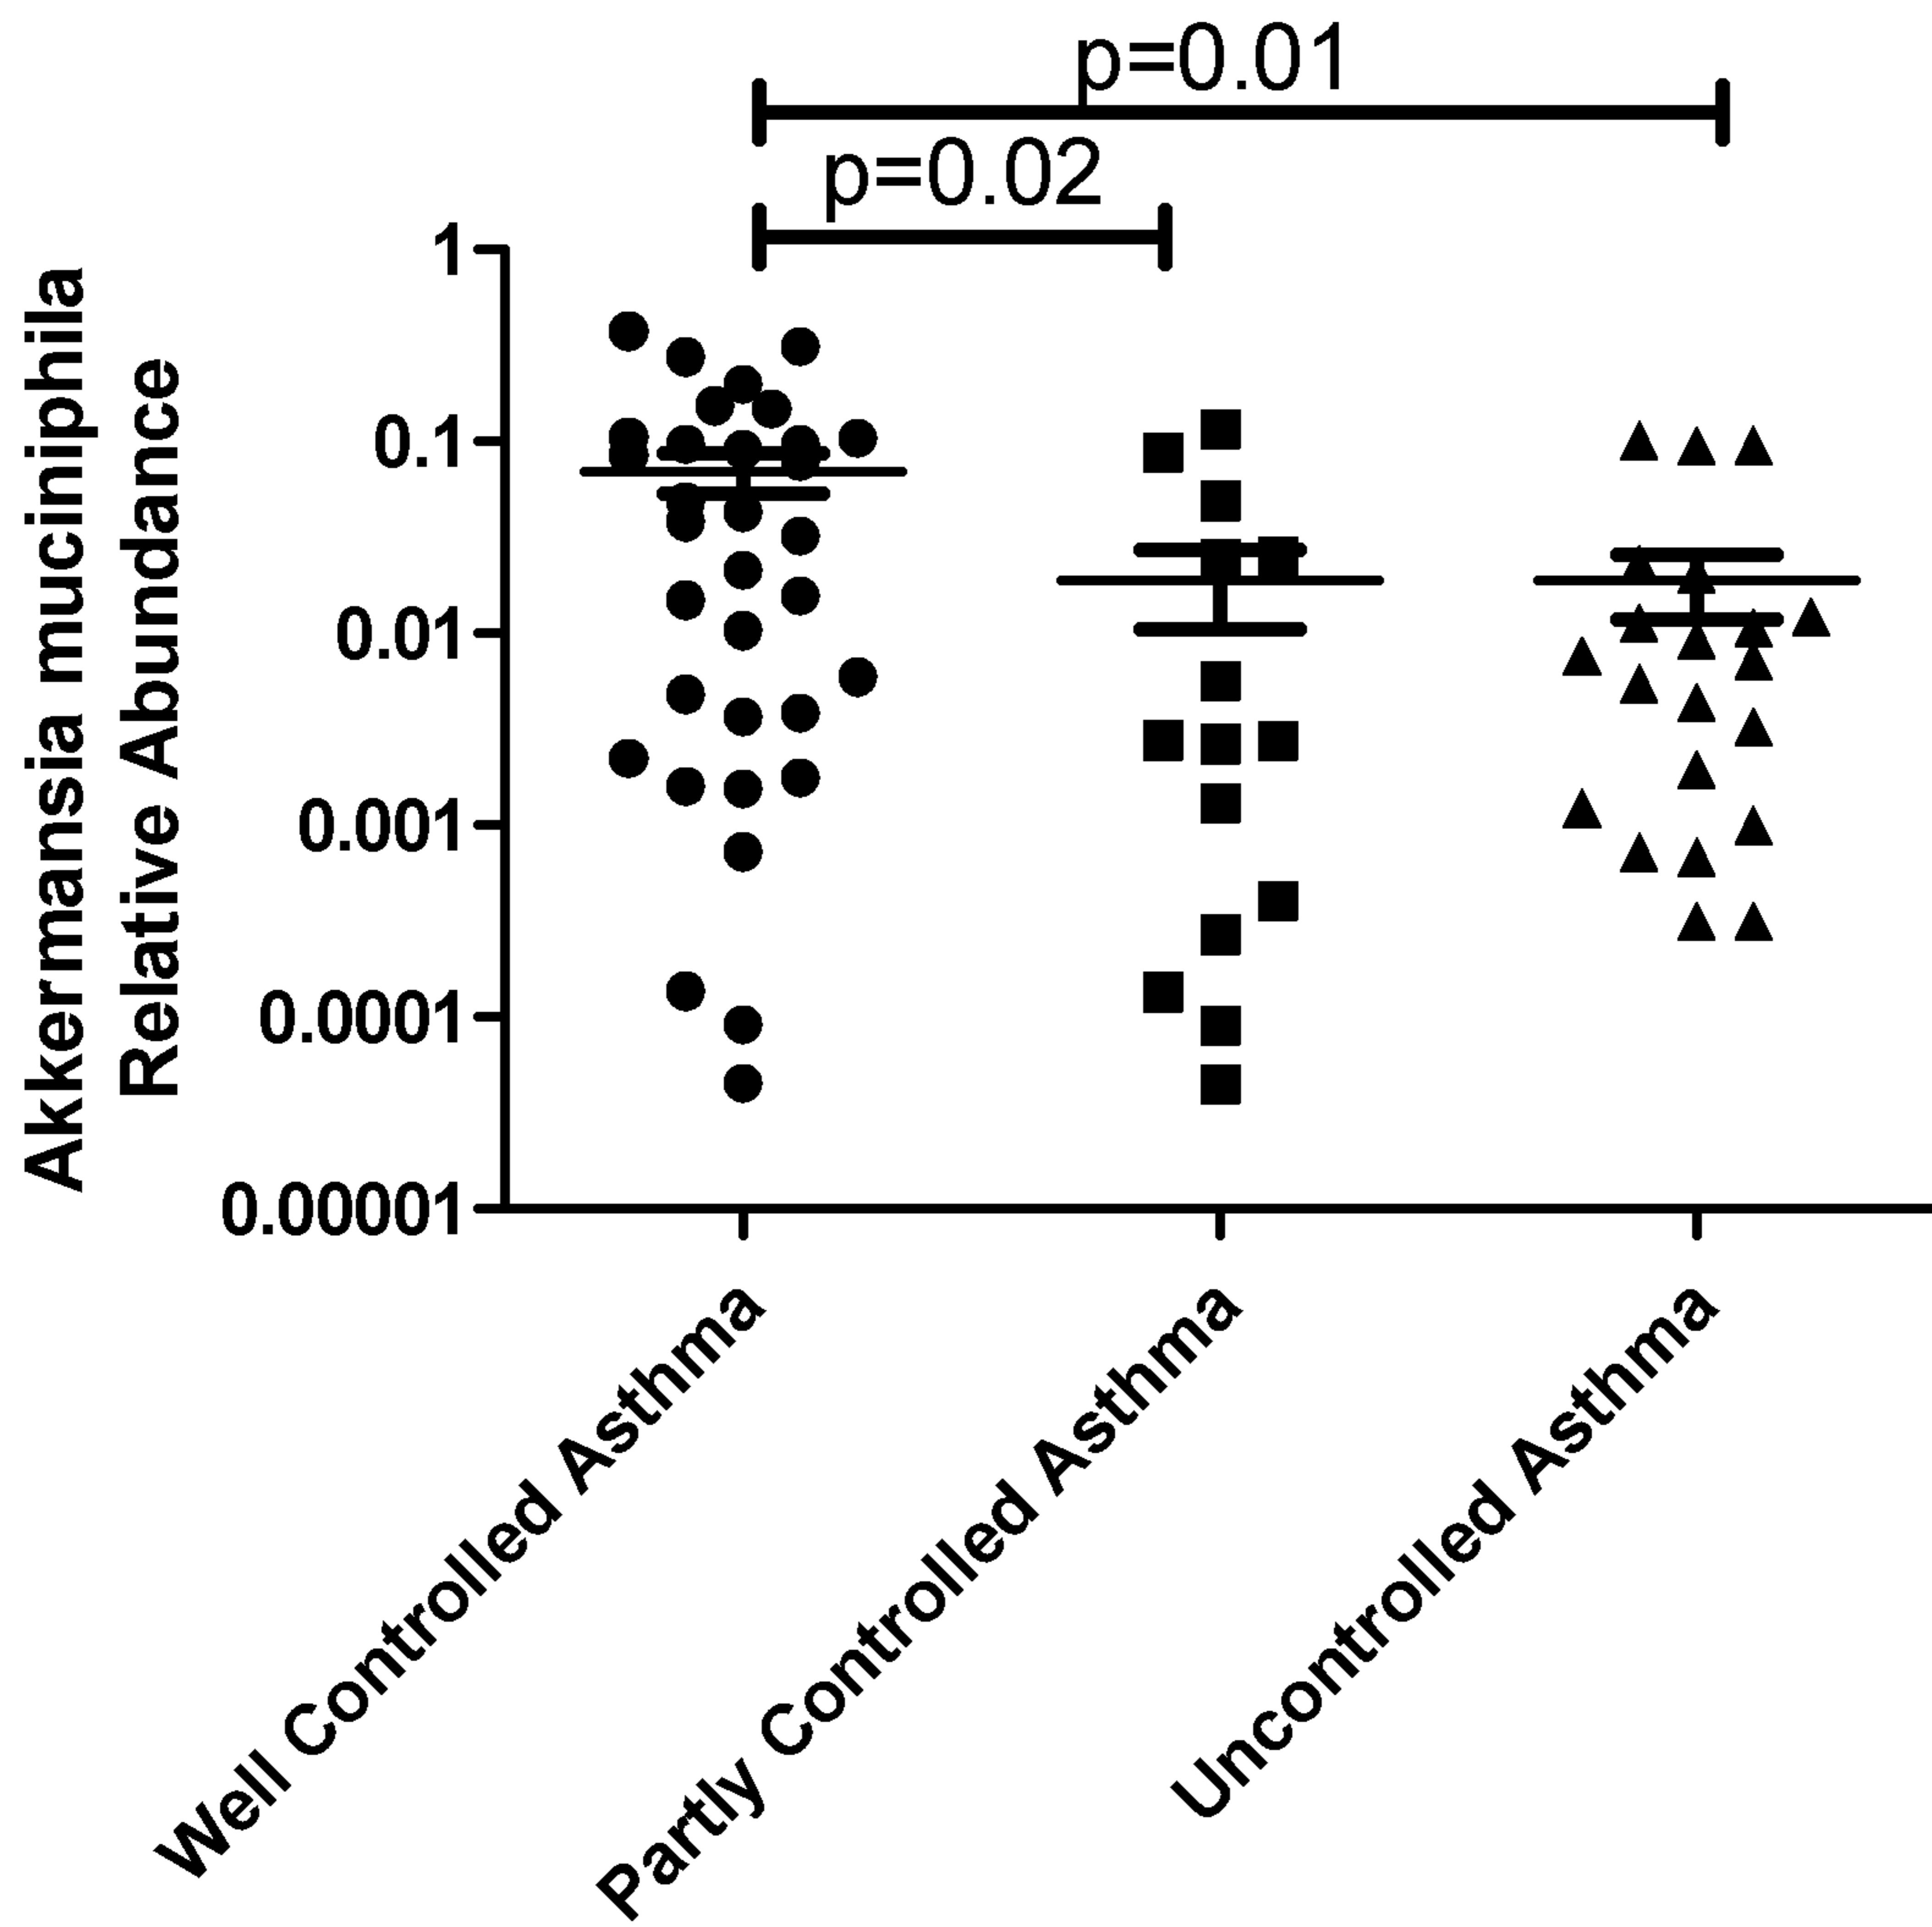 p=0.01
p=0.02
Akkermansia muciniphila
Relative Abundance
1
0.1
0.01
0.001
0.0001
0.00001
Well Controlled Asthma
Partly Controlled Asthma
Uncontrolled Asthma